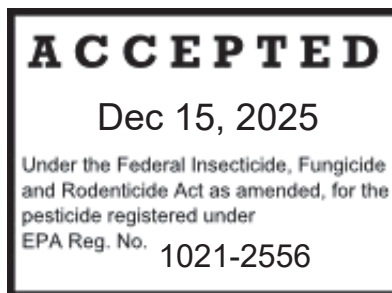 ACCEPTED
Dec 15, 2025
Under the Federal Insecticide, Fungicide
and Rodenticide Act as amended, for the
pesticide registered under
EPA Reg. No. 1021-2556